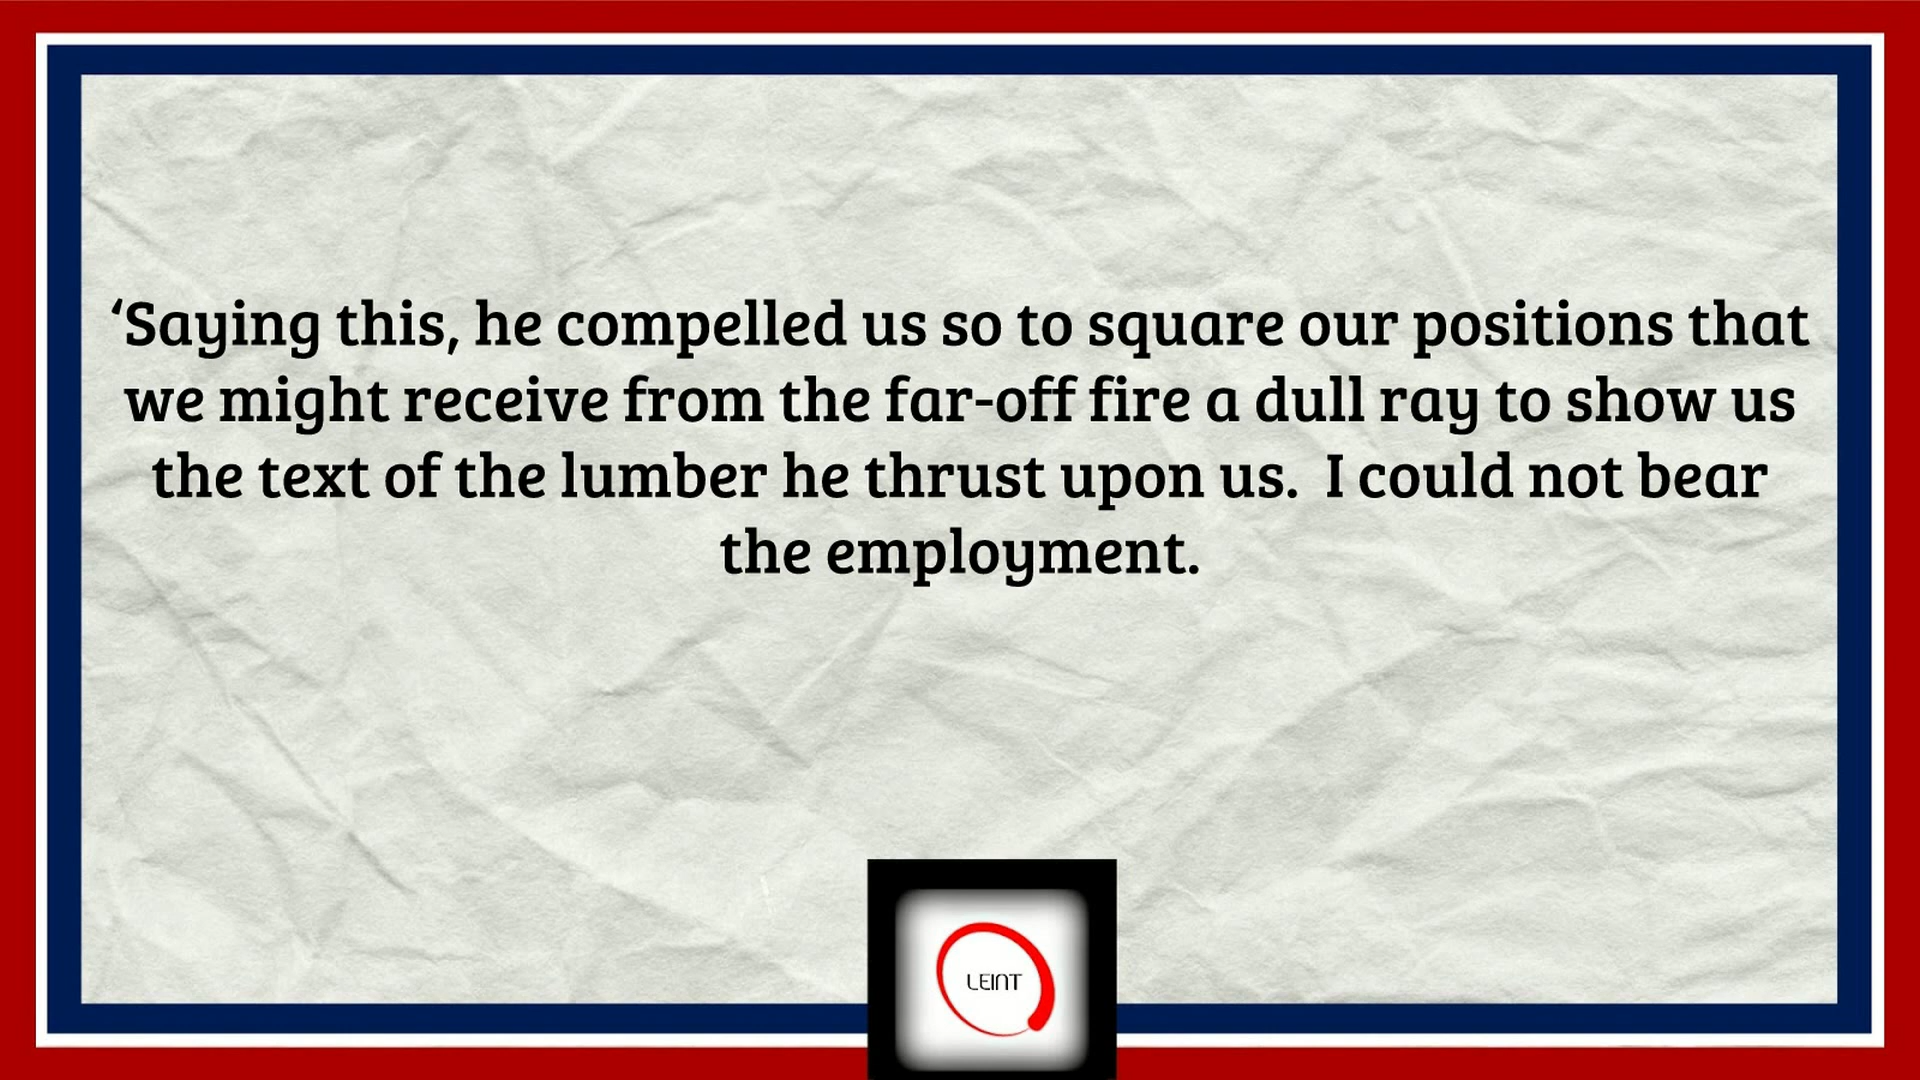 ‘Saying this, he compelled us so to square our positions that
we might receive from the far-off fire a dull ray to show us
the text of the lumber he thrust upon us.  I could not bear
the employment.
LEINT